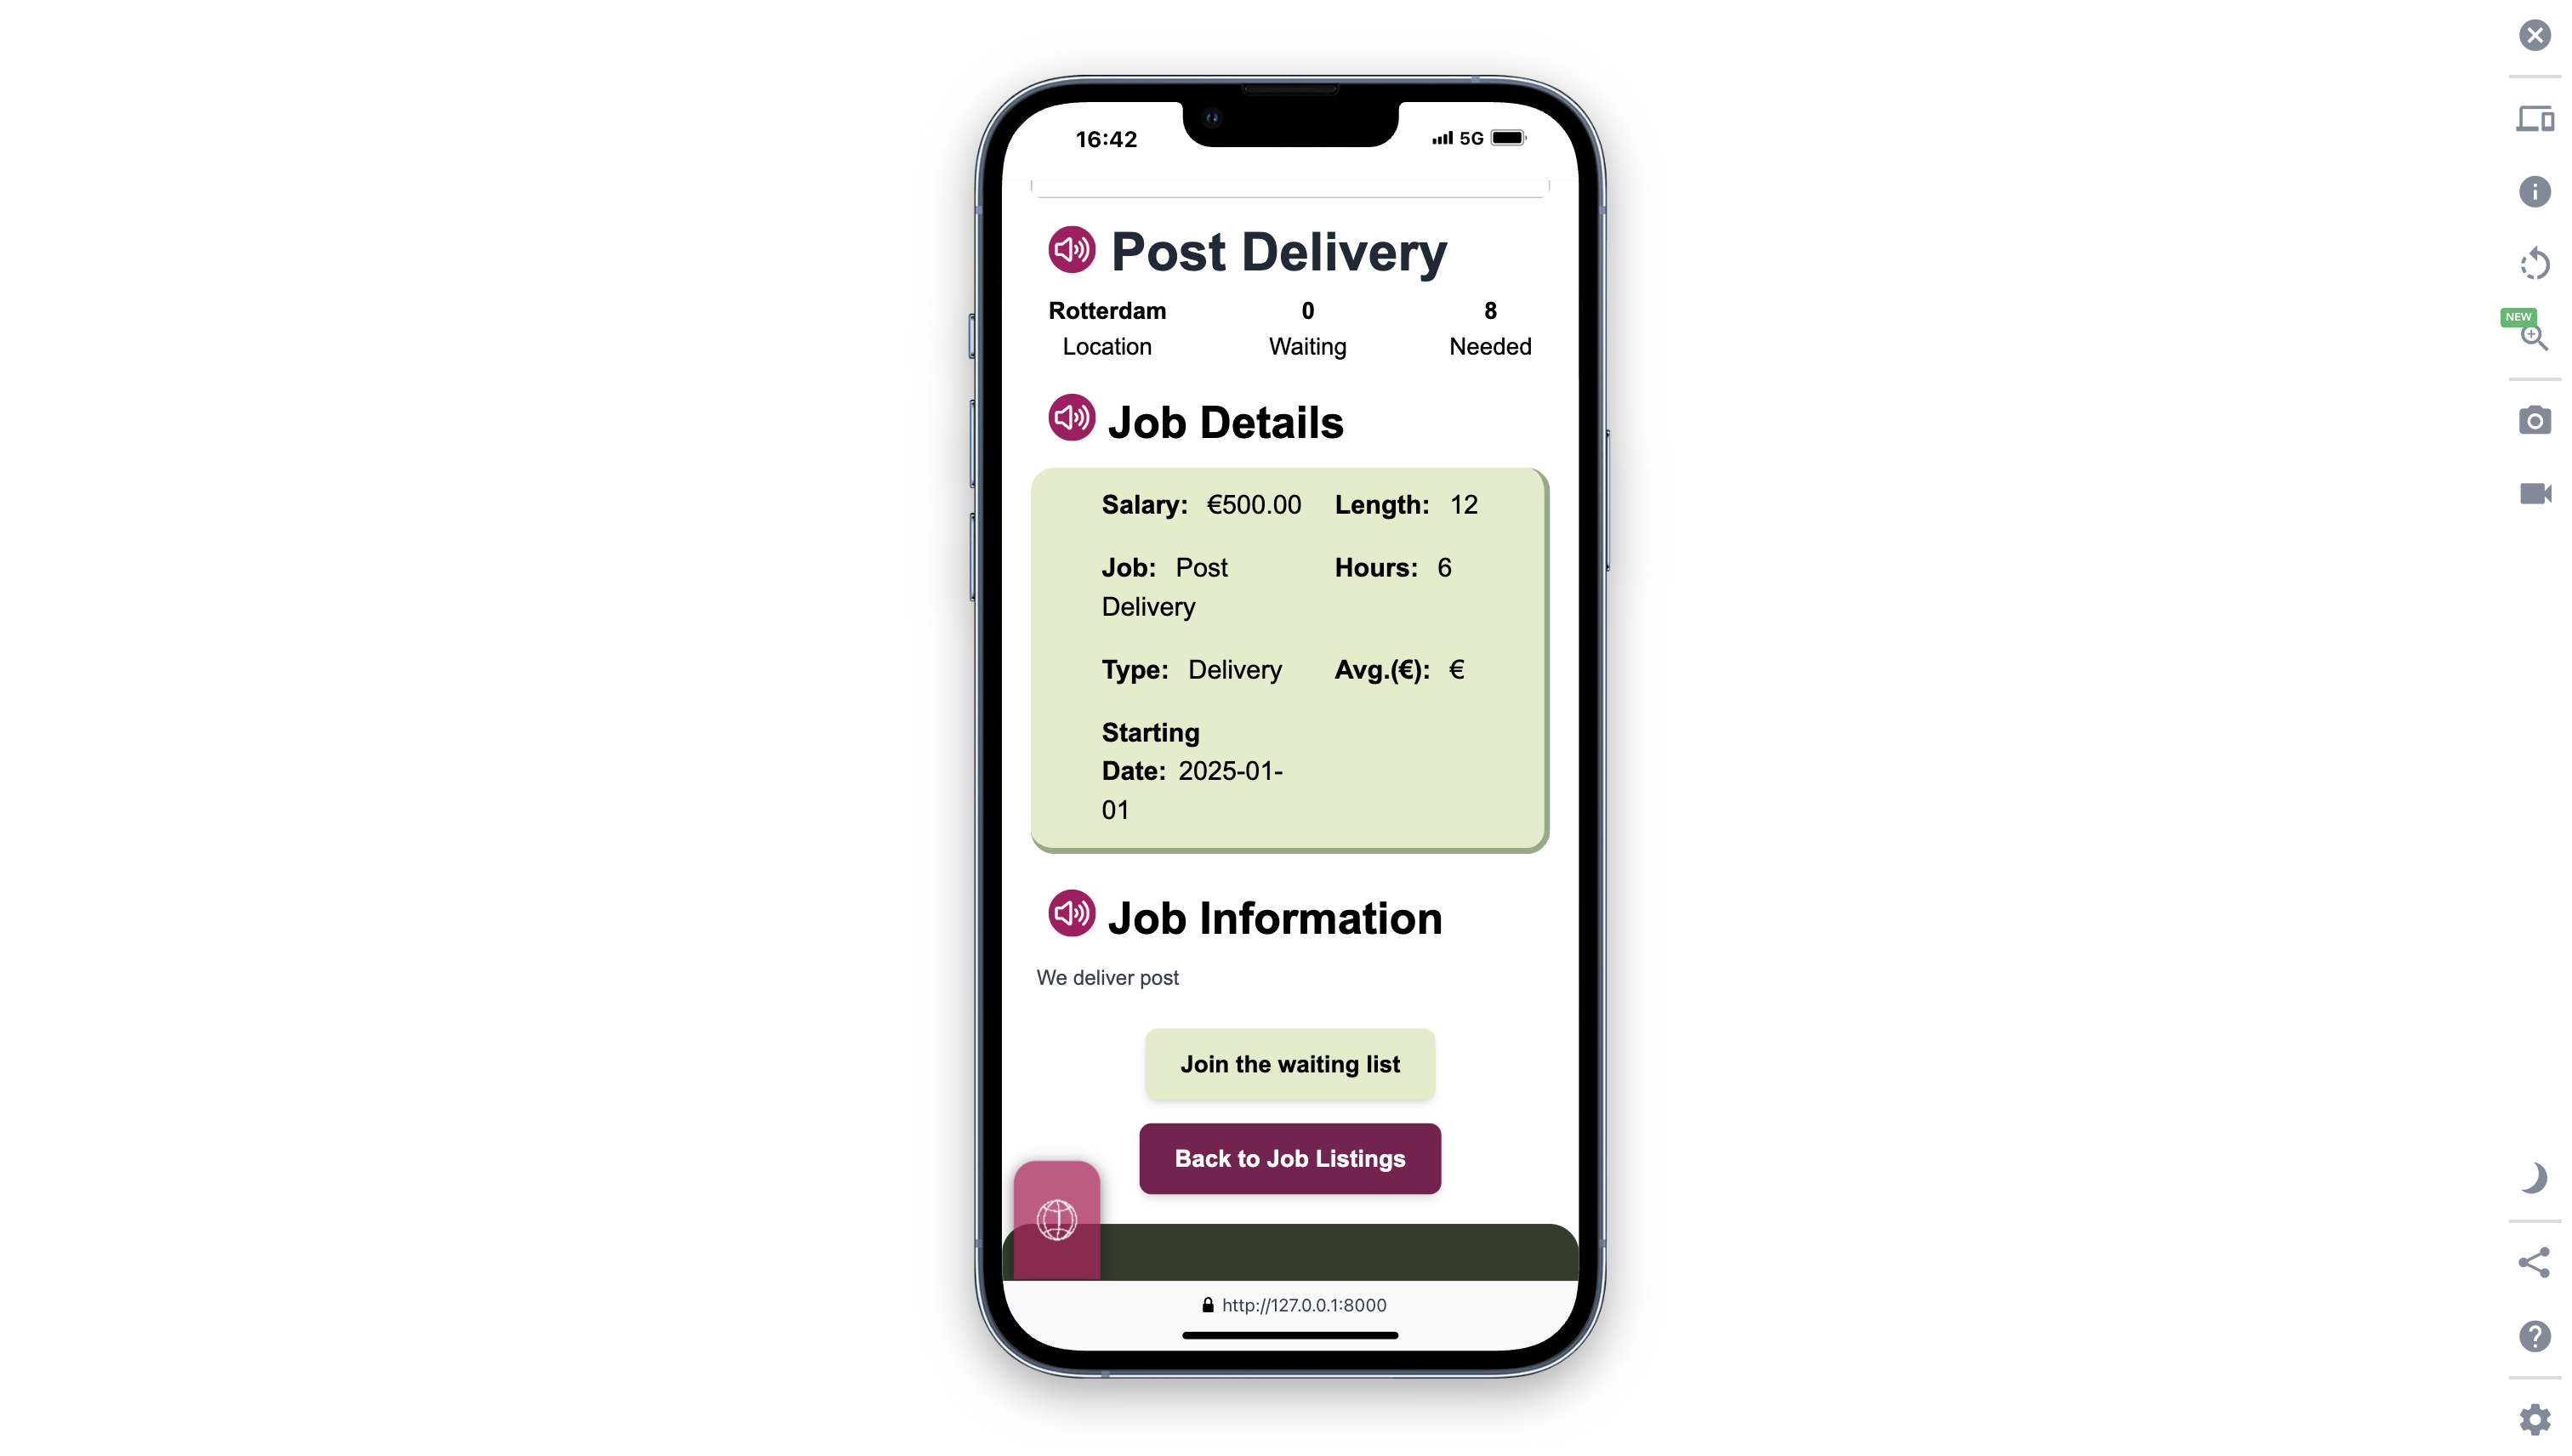 16:42
5G
Post Delivery
Rotterdam 0 8
Location Waiting Needed
Job Details
Salary: €500.00 Length: 12
Job: Post Hours: 6
Delivery
Type: Delivery Avg.(€): €
Starting
Date: 2025-01-
01
Job Information
We deliver post
Join the waiting list
Back to Job Listings
http://127.0.0.1:8000
NEW